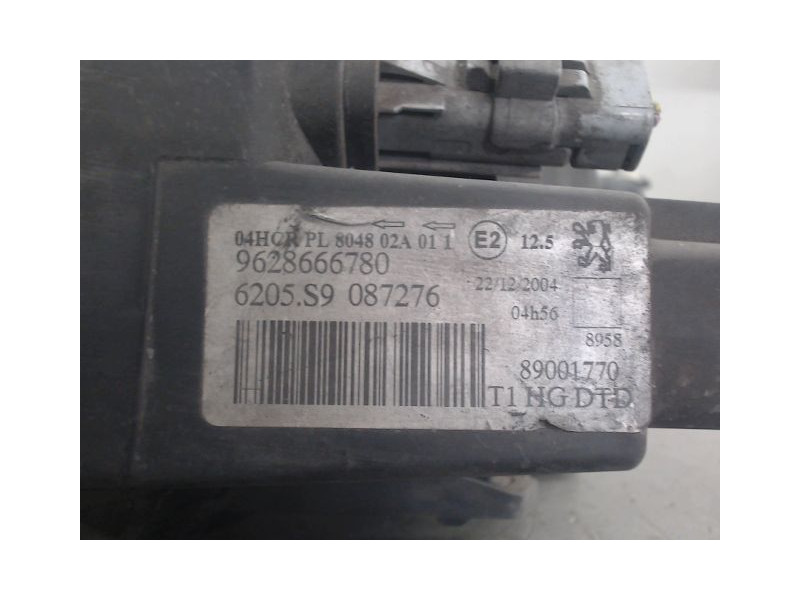 04HCR PL 8048 02A 01 1 E2 12.5
9628666780
22/12/2004
6205.S9 087276
04h56
8958
89001770
T1 HG DTD